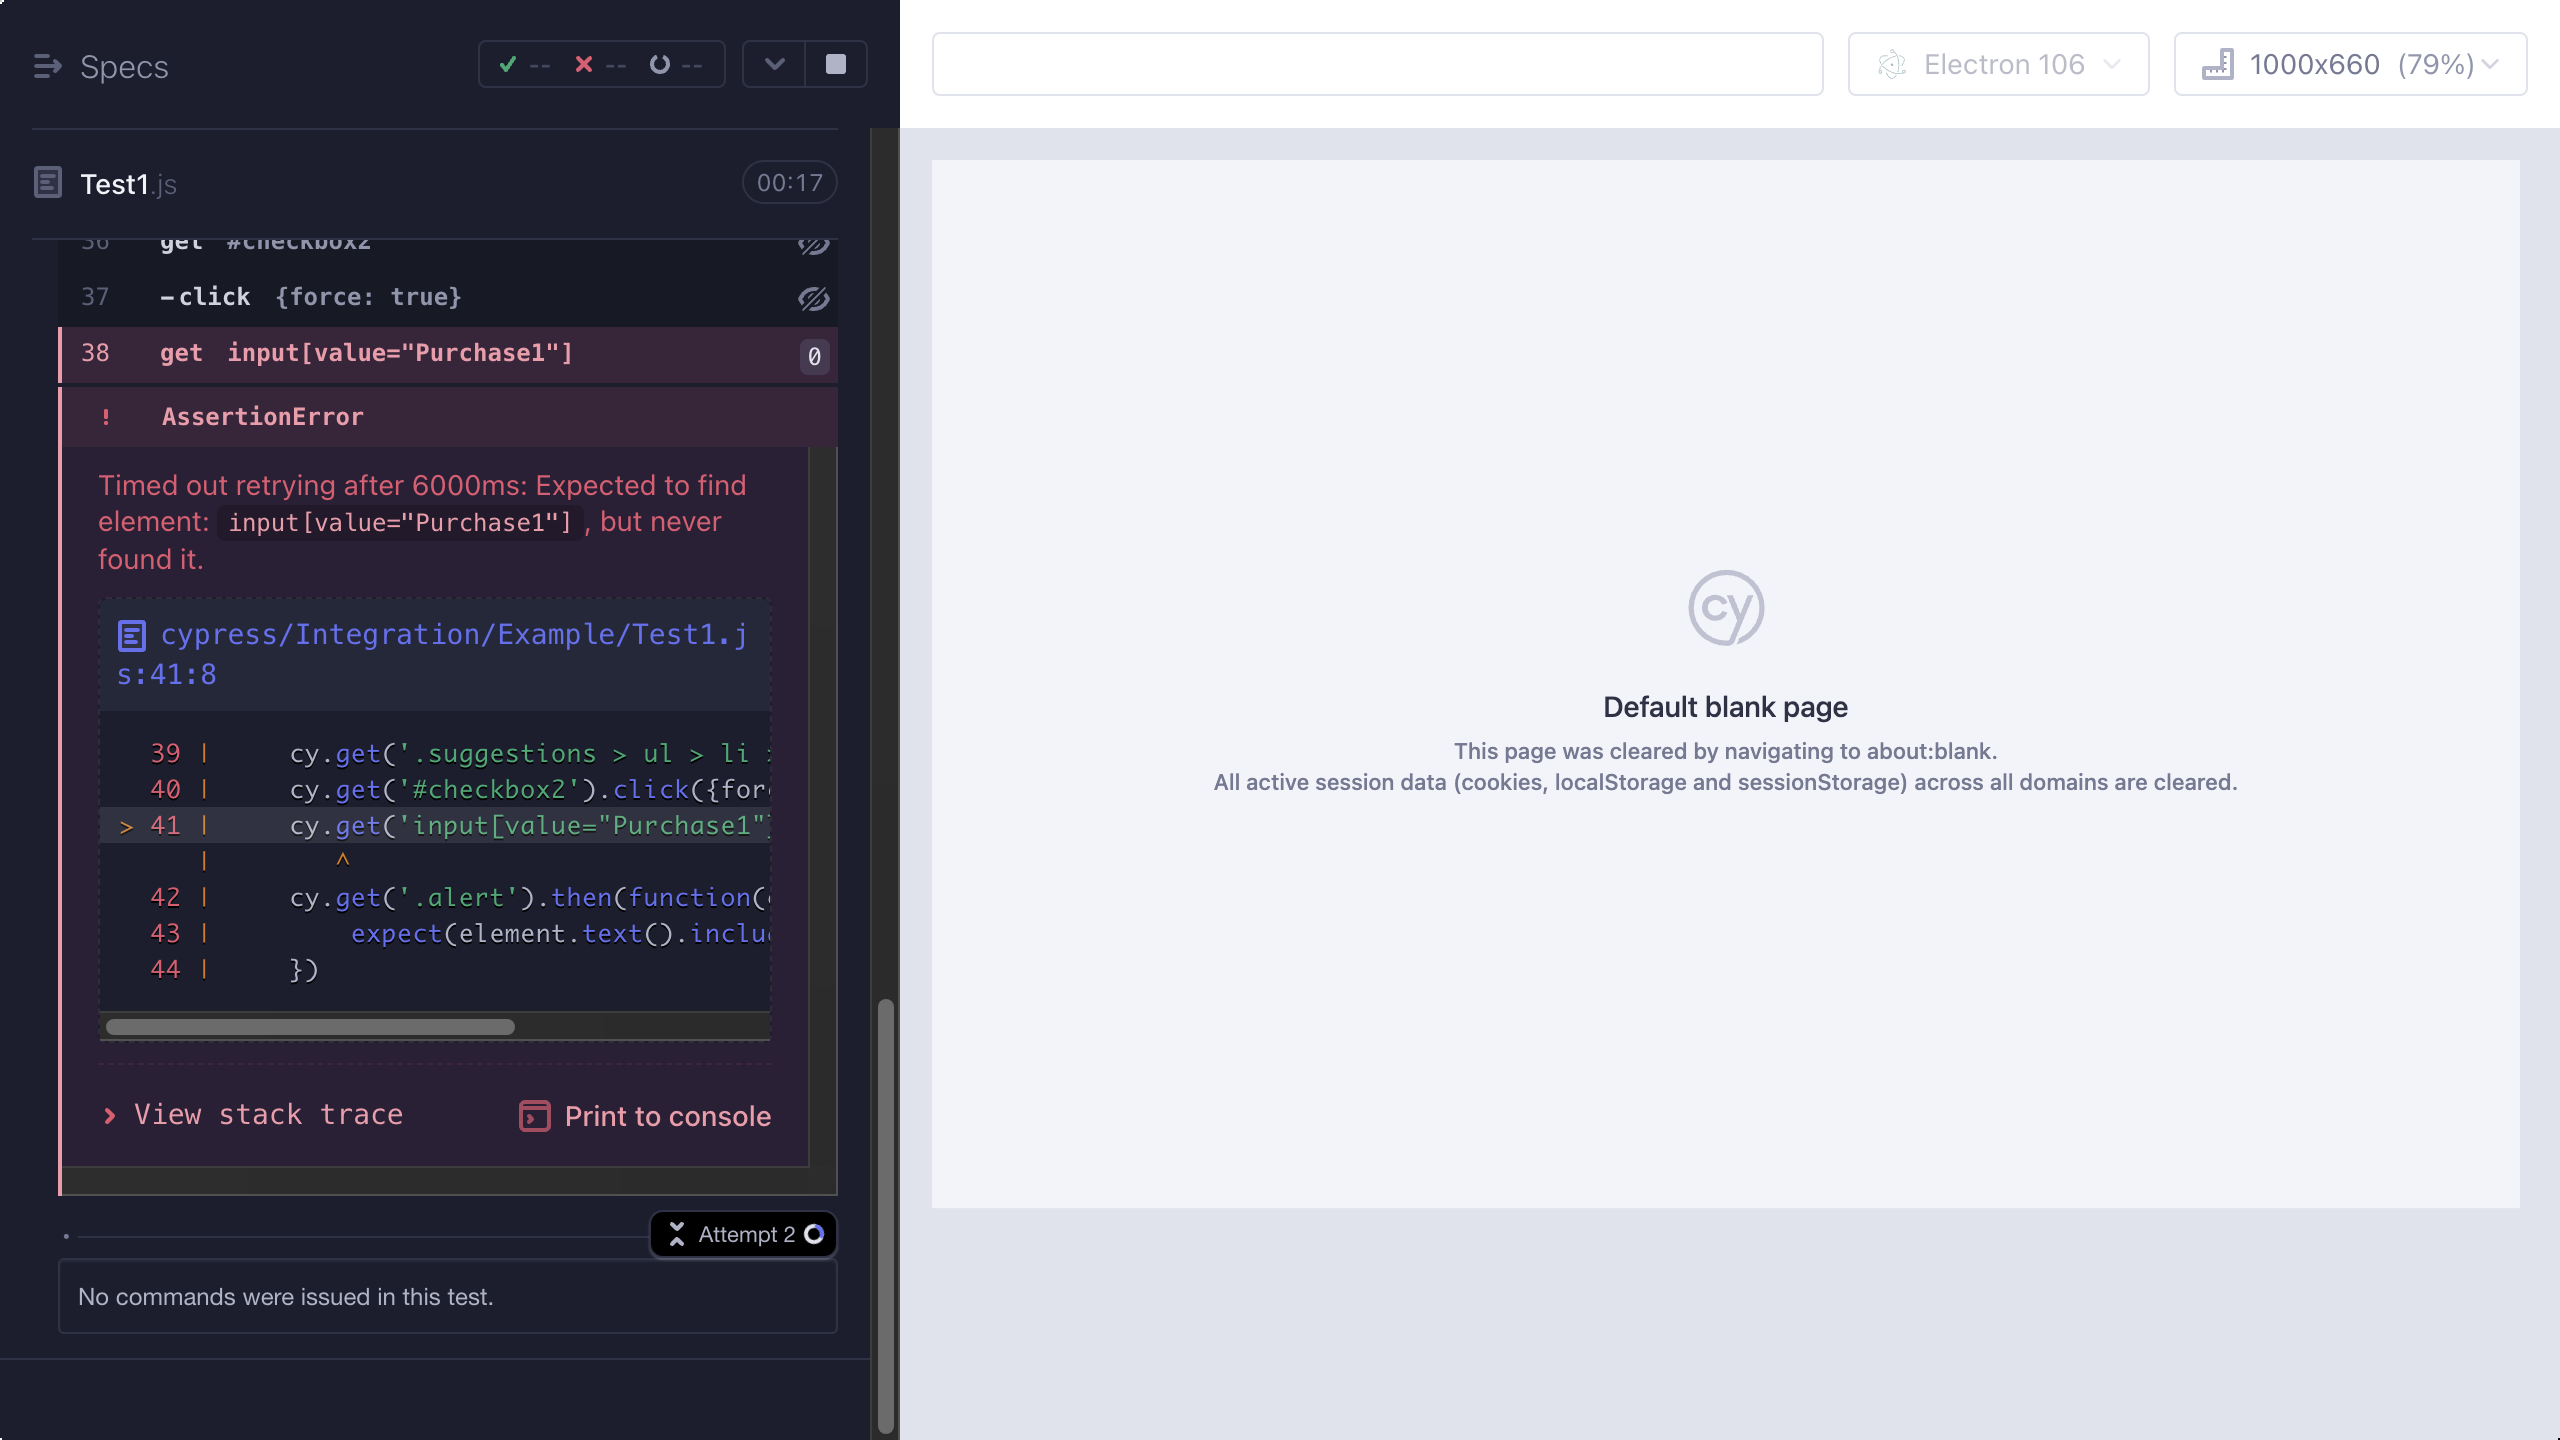 Specs
-- -- --
Electron 106
1000x660 (79%)
Test1.js
00:17
36 get #checkbox2
37 -click {force: true}
38 get input[value="Purchase1"] 0
! AssertionError
Timed out retrying after 6000ms: Expected to find
element: input[value="Purchase1"] , but never
found it.
cypress/Integration/Example/Test1.j
s:41:8
39 | cy.get('.suggestions > ul > li
40 | cy.get('#checkbox2').click({for
> 41 | cy.get('input[value="Purchase1"]
| ^
42 | cy.get('.alert').then(function(
43 | expect(element.text().inclu
44 | })
View stack trace
Print to console
Attempt 2
No commands were issued in this test.
cy
Default blank page
This page was cleared by navigating to about:blank.
All active session data (cookies, localStorage and sessionStorage) across all domains are cleared.